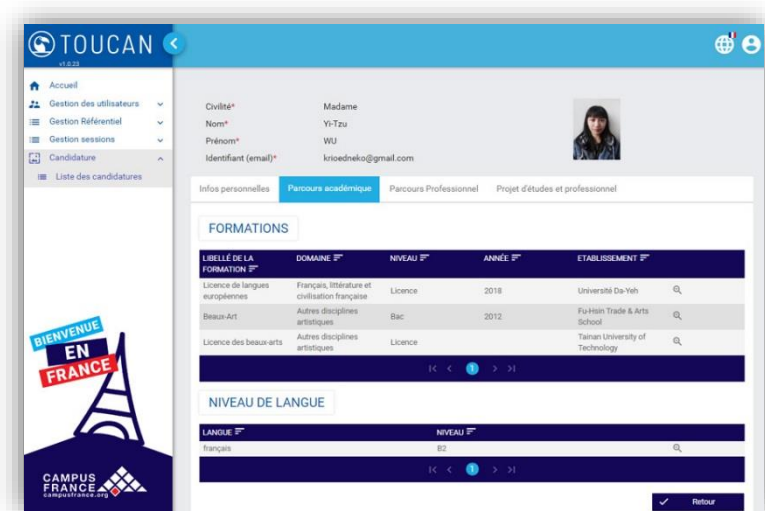 TOUCAN
v1.0.23
Accueil
Gestion des utilisateurs
Gestion Référentiel
Gestion sessions
Candidature
Liste des candidatures
BIENVENUE
EN
FRANCE
CAMPUS
FRANCE
campusfrance.org
Civilité* Madame
Nom* Yi-Tzu
Prénom* WU
Identifiant (email)* krioedneko@gmail.com
Infos personnelles Parcours académique Parcours Professionnel Projet d'études et professionnel
FORMATIONS
LIBELLÉ DE LA FORMATION DOMAINE NIVEAU ANNÉE ETABLISSEMENT
Licence de langues européennes Français, littérature et civilisation française Licence 2018 Université Da-Yeh
Beaux-Art Autres disciplines artistiques Bac 2012 Fu-Hsin Trade & Arts School
Licence des beaux-arts Autres disciplines artistiques Licence Tainan University of Technology
1
NIVEAU DE LANGUE
LANGUE NIVEAU
français B2
1
Retour